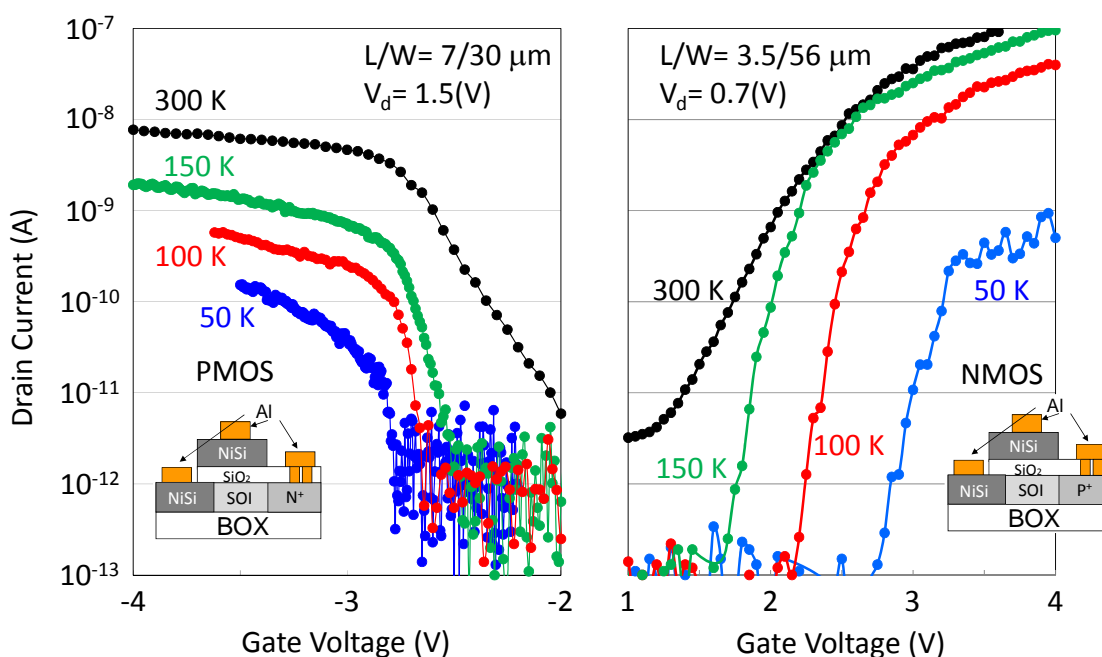 Drain Current (A)
10⁻⁷
10⁻⁸
10⁻⁹
10⁻¹⁰
10⁻¹¹
10⁻¹²
10⁻¹³
L/W= 7/30 μm
V_d= 1.5(V)
300 K
150 K
100 K
50 K
PMOS
Al
NiSi
SiO₂
NiSi
SOI
N⁺
BOX
-4
-3
-2
Gate Voltage (V)
L/W= 3.5/56 μm
V_d= 0.7(V)
300 K
50 K
150 K
100 K
NMOS
Al
NiSi
SiO₂
NiSi
SOI
P⁺
BOX
1
2
3
4
Gate Voltage (V)